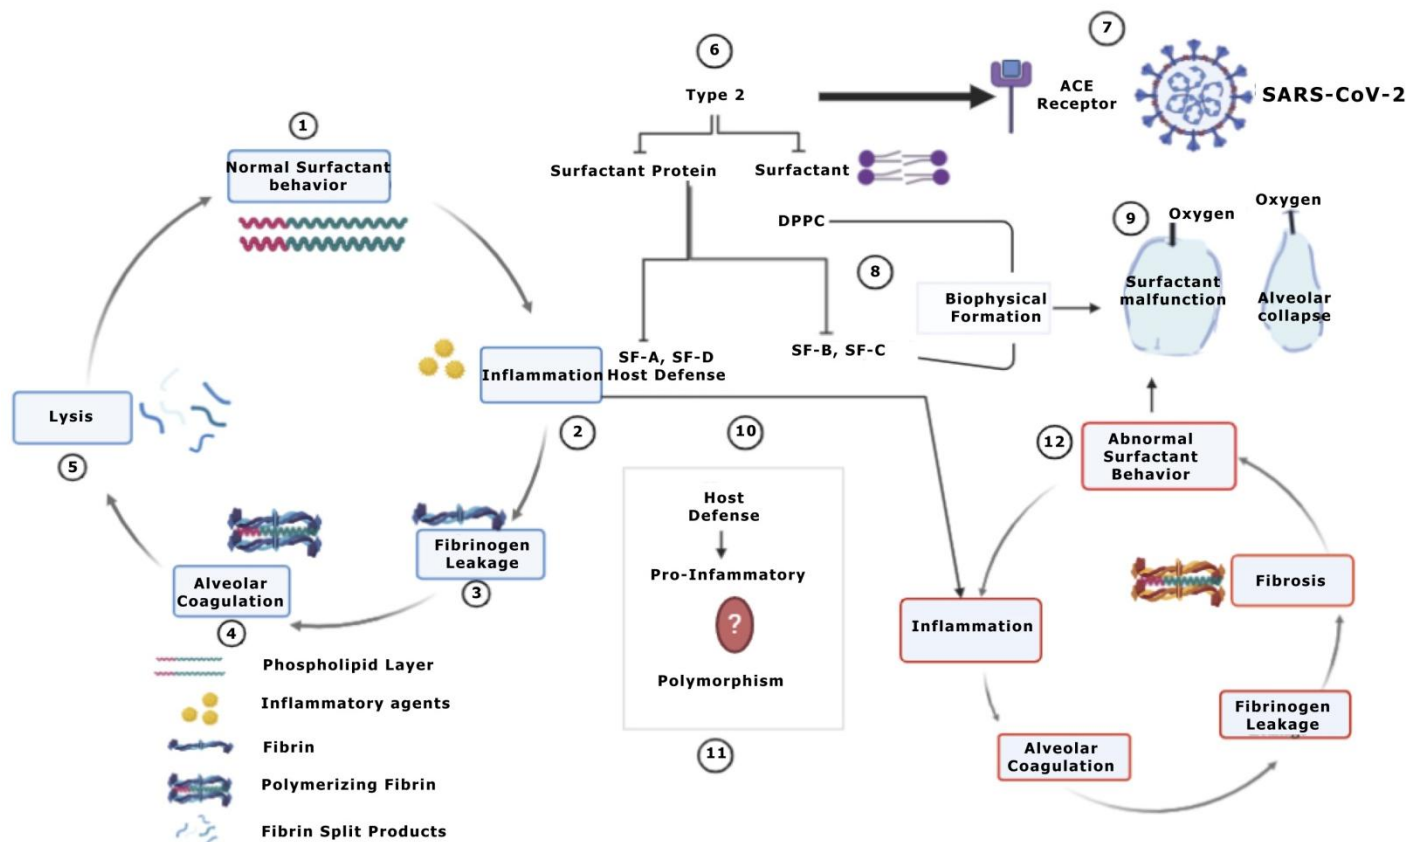 6
7
Type 2
ACE
Receptor
SARS-CoV-2
1
Normal Surfactant
behavior
Surfactant Protein
Surfactant
DPPC
8
9
Oxygen
Oxygen
Surfactant
malfunction
Alveolar
collapse
Biophysical
Formation
SF-A, SF-D
Host Defense
SF-B, SF-C
Inflammation
2
Lysis
5
Fibrinogen
Leakage
3
Alveolar
Coagulation
4
10
Host
Defense
Pro-Infammatory
?
Polymorphism
11
12
Abnormal
Surfactant
Behavior
Inflammation
Fibrosis
Fibrinogen
Leakage
Alveolar
Coagulation
Phospholipid Layer
Inflammatory agents
Fibrin
Polymerizing Fibrin
Fibrin Split Products